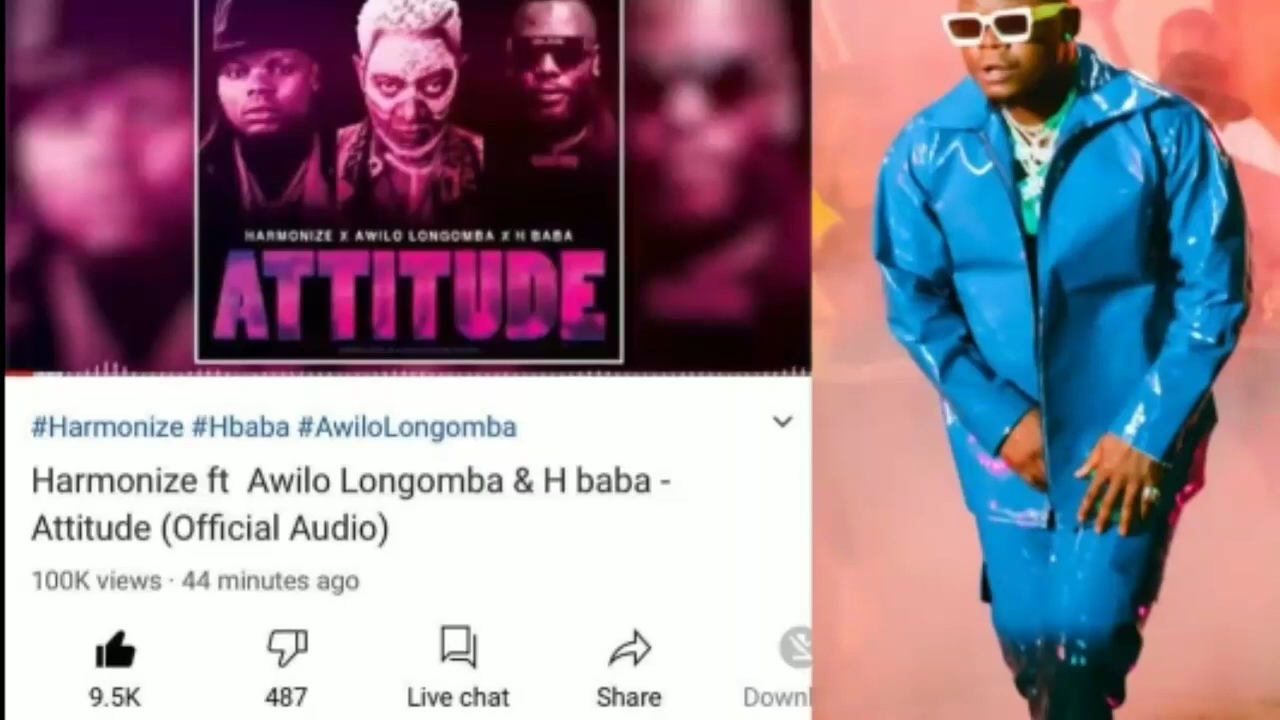 HARMONIZE X AWILO LONGOMBA X H BABA
ATTITUDE
#Harmonize #Hbaba #AwiloLongomba
Harmonize ft Awilo Longomba & H baba -
Attitude (Official Audio)
100K views · 44 minutes ago
9.5K 487 Live chat Share Downl